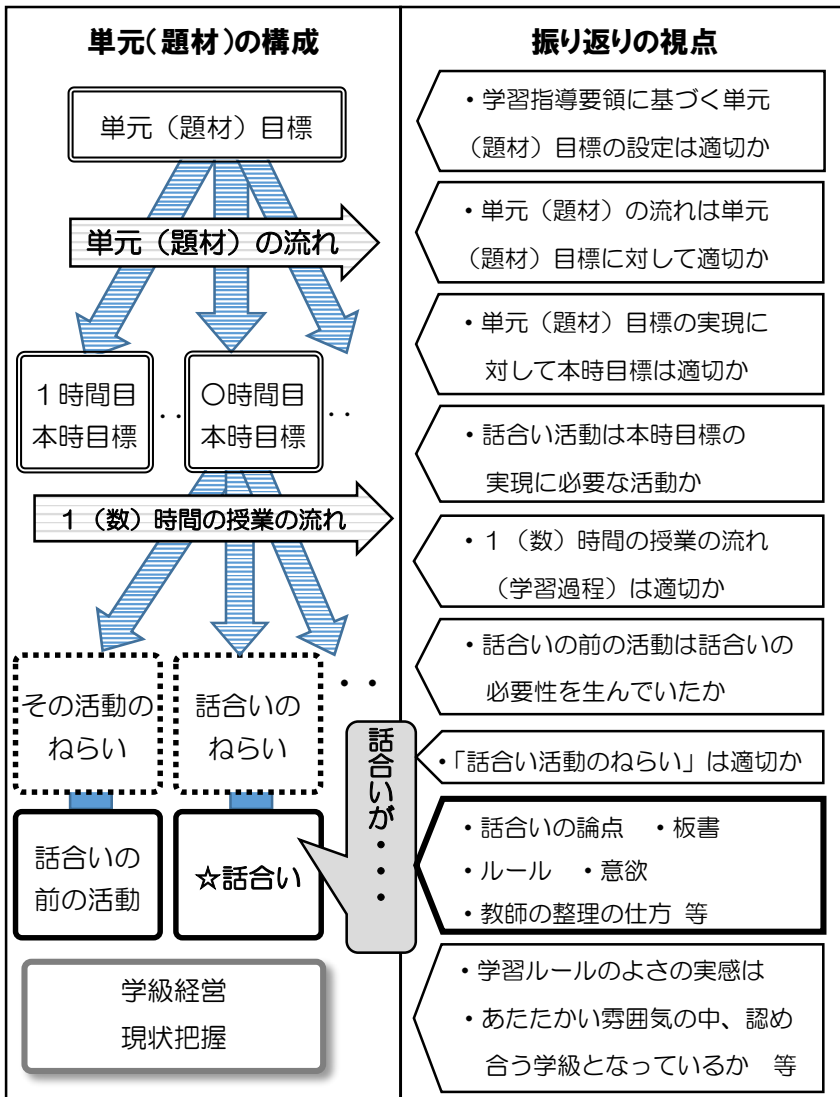 単元(題材)の構成
単元(題材)目標
単元(題材)の流れ
1時間目
本時目標
‥
〇時間目
本時目標
‥
1(数)時間の授業の流れ
その活動の
ねらい
話合いの
ねらい
・・
話合いが・・・
話合いの
前の活動
☆話合い
学級経営
現状把握
振り返りの視点
・学習指導要領に基づく単元
(題材)目標の設定は適切か
・単元(題材)の流れは単元
(題材)目標に対して適切か
・単元(題材)目標の実現に
対して本時目標は適切か
・話合い活動は本時目標の
実現に必要な活動か
・1(数)時間の授業の流れ
(学習過程)は適切か
・話合いの前の活動は話合いの
必要性を生んでいたか
・「話合い活動のねらい」は適切か
・話合いの論点 ・板書
・ルール ・意欲
・教師の整理の仕方 等
・学習ルールのよさの実感は
・あたたかい雰囲気の中、認め
合う学級となっているか 等